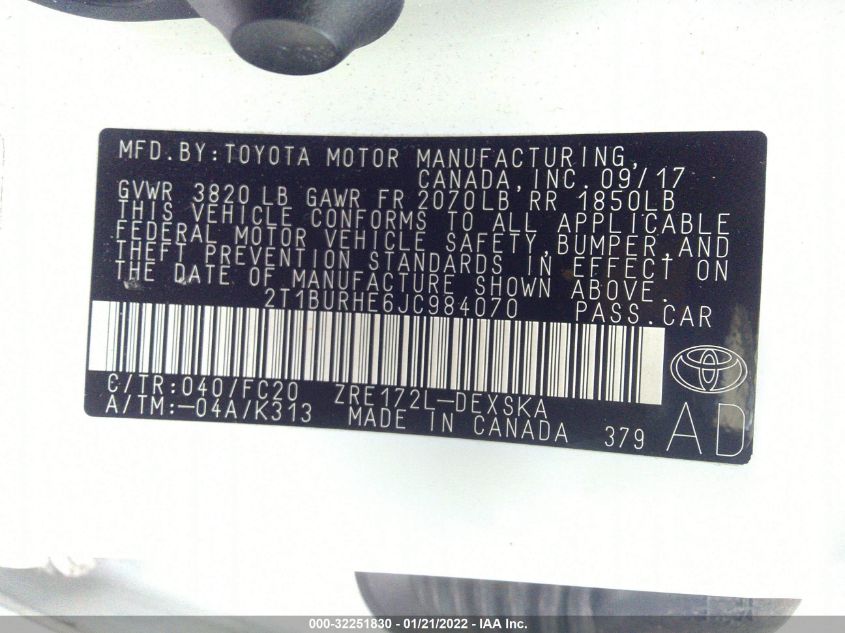 MFD.BY:TOYOTA MOTOR MANUFACTURING,
CANADA,INC. 09/17
GVWR 3820 LB GAWR FR 2070LB RR 1850LB
THIS VEHICLE CONFORMS TO ALL APPLICABLE
FEDERAL MOTOR VEHICLE SAFETY, BUMPER, AND
THEFT PREVENTION STANDARDS IN EFFECT ON
THE DATE OF MANUFACTURE SHOWN ABOVE.
2T1BURHE6JC984070 PASS.CAR
C/TR:040/FC20 ZRE172L-DEXSKA
A/TM:-04A/K313 MADE IN CANADA 379 AD
000-32251830 - 01/21/2022 - IAA Inc.